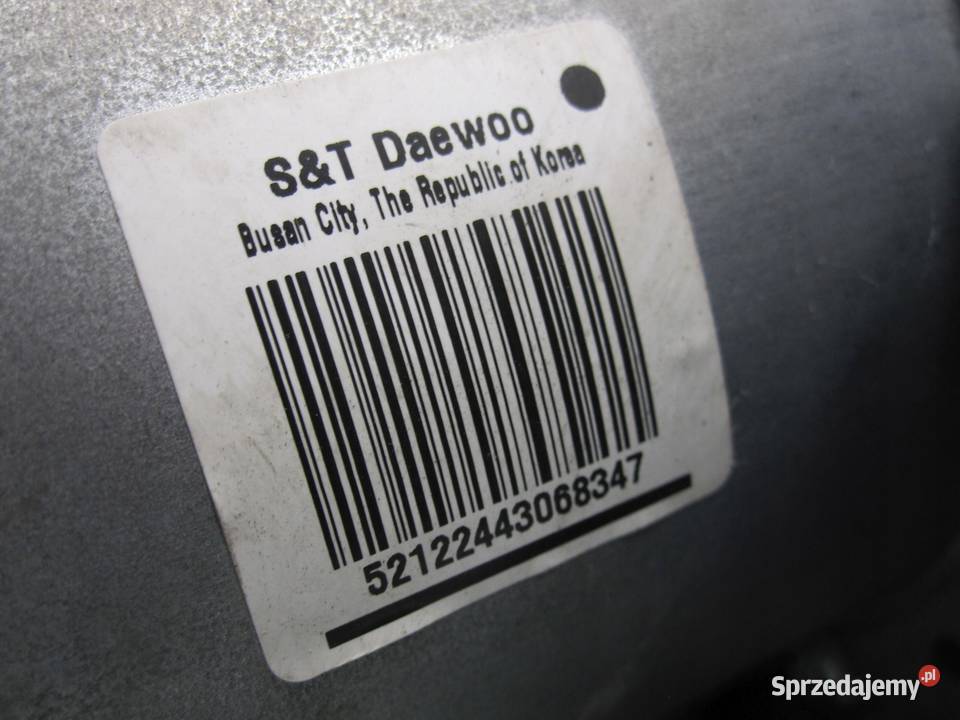 S&T Daewoo
Busan City, The Republic of Korea
52122443068347
Sprzedajemy.pl